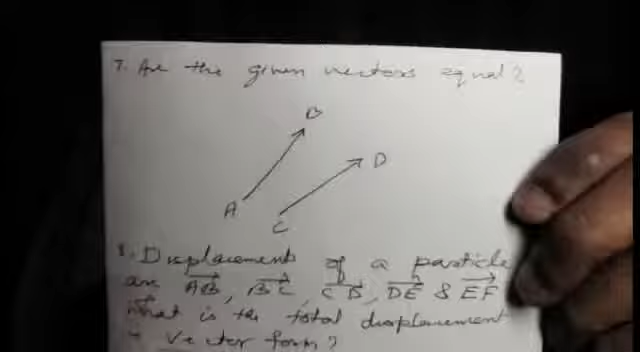 7. Are the given vectors equal?
B
D
A
C
8. Displacement of a particle
are AB, BC, CD, DE & EF
What is the total displacement
vector form?